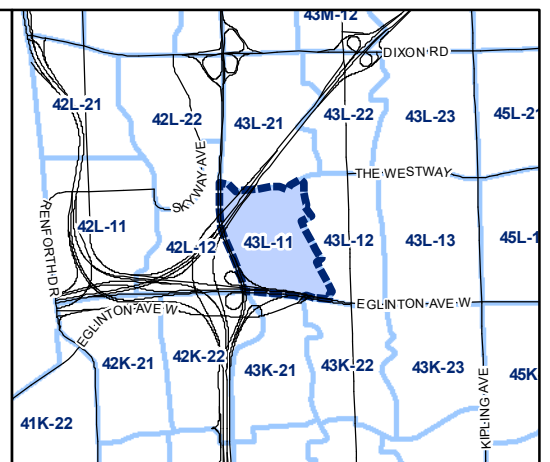 43M-12
DIXON RD
42L-21
42L-22
43L-21
43L-22
43L-23
45L-21
THE WESTWAY
SKYWAY AVE
RENFORTH DR
42L-11
42L-12
43L-11
43L-12
43L-13
45L-1
EGLINTON AVE W
EGLINTON AVE W
42K-21
42K-22
43K-21
43K-22
43K-23
45K
KIPLING AVE
41K-22